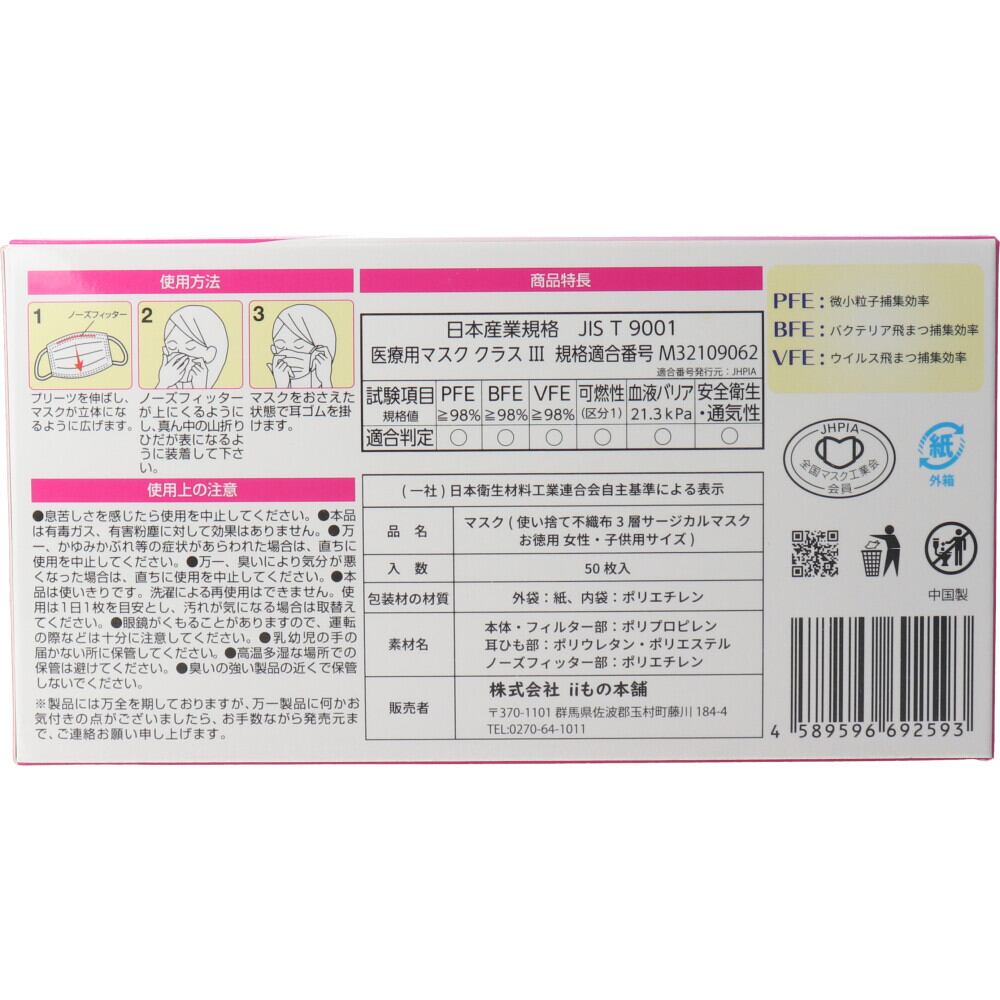 使用方法
1
ノーズフィッター
プリーツを伸ばし、
マスクが立体にな
るように広げます。
2
ノーズフィッター
が上にくるように
し、真ん中の山折り
ひだが表になるよ
うに装着して下さ
い。
3
マスクをおさえた
状態で耳ゴムを掛
けます。
使用上の注意
●息苦しさを感じたら使用を中止してください。●本品
は有毒ガス、有害粉塵に対して効果はありません。●万
一、かゆみかぶれ等の症状があらわれた場合は、直ちに
使用を中止してください。●万一、臭いにより気分が悪
くなった場合は、直ちに使用を中止してください。●本
品は使いきりです。洗濯による再使用はできません。使
用は1日1枚を目安とし、汚れが気になる場合は取替え
てください。●眼鏡がくもることがありますので、運転
の際などは十分に注意してください。●乳幼児の手の
届かない所に保管してください。●高温多湿な場所での
保管は避けてください。●臭いの強い製品の近くで保管
しないでください。
※製品には万全を期しておりますが、万一製品に何かお
気付きの点がございましたら、お手数ながら発売元ま
で、ご連絡お願い申し上げます。
商品特長
日本産業規格 JIS T 9001
医療用マスク クラス III 規格適合番号 M32109062
適合番号発行元：JHPIA
試験項目 PFE BFE VFE 可燃性 血液バリア 安全衛生
規格値 ≧98% ≧98% ≧98% (区分1) 21.3 kPa ・通気性
適合判定 ○ ○ ○ ○ ○ ○
(一社)日本衛生材料工業連合会自主基準による表示
品 名 マスク(使い捨て不織布3層サージカルマスク
お徳用 女性・子供用サイズ)
入 数 50枚入
包装材の材質 外袋：紙、内袋：ポリエチレン
素材名 本体・フィルター部：ポリプロピレン
耳ひも部：ポリウレタン・ポリエステル
ノーズフィッター部：ポリエチレン
販売者 株式会社 iiもの本舗
〒370-1101 群馬県佐波郡玉村町藤川 184-4
TEL:0270-64-1011
PFE：微小粒子捕集効率
BFE：バクテリア飛まつ捕集効率
VFE：ウイルス飛まつ捕集効率
JHPIA
全国マスク工業会
会員
紙
外箱
中国製
4 589596 692593